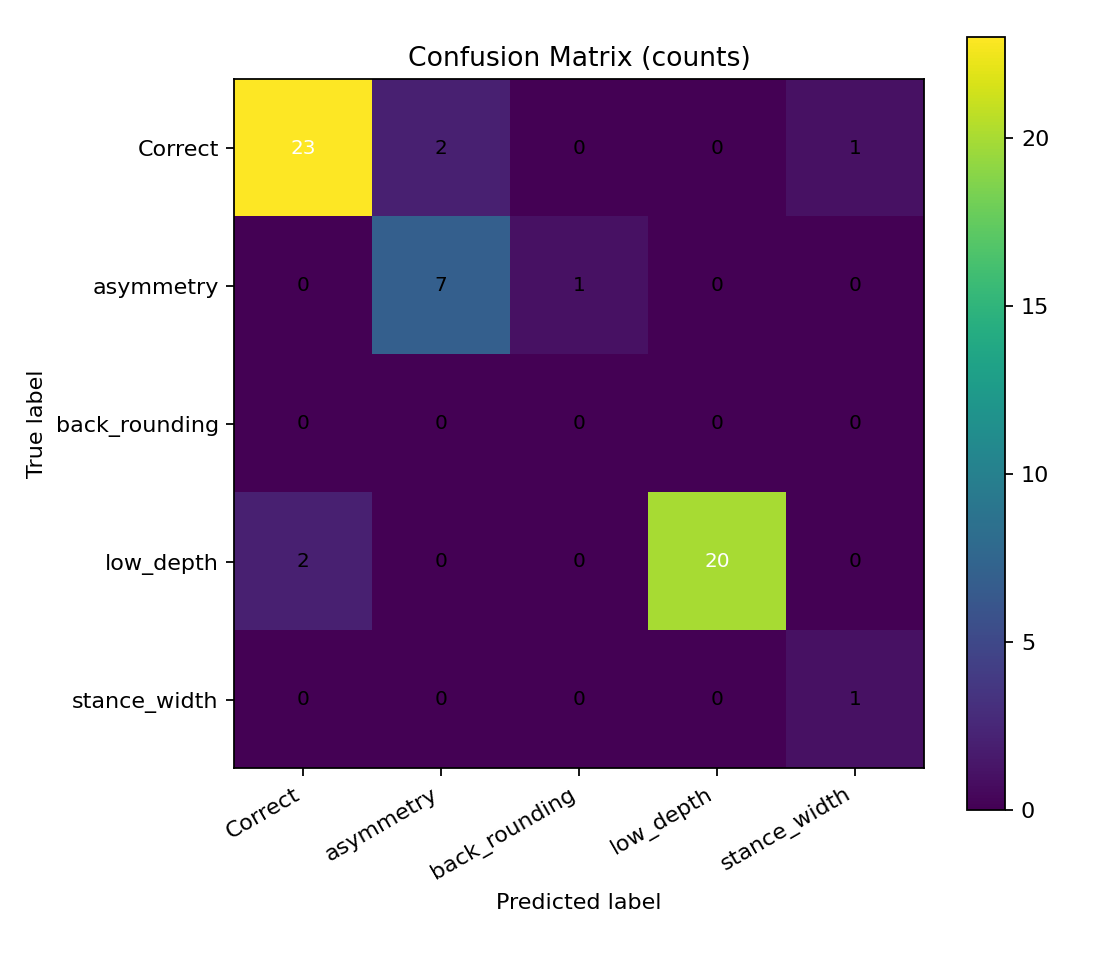 Confusion Matrix (counts)
Correct 23 2 0 0 1
asymmetry 0 7 1 0 0
back_rounding 0 0 0 0 0
low_depth 2 0 0 20 0
stance_width 0 0 0 0 1
Correct asymmetry back_rounding low_depth stance_width
Predicted label
True label
20
15
10
5
0